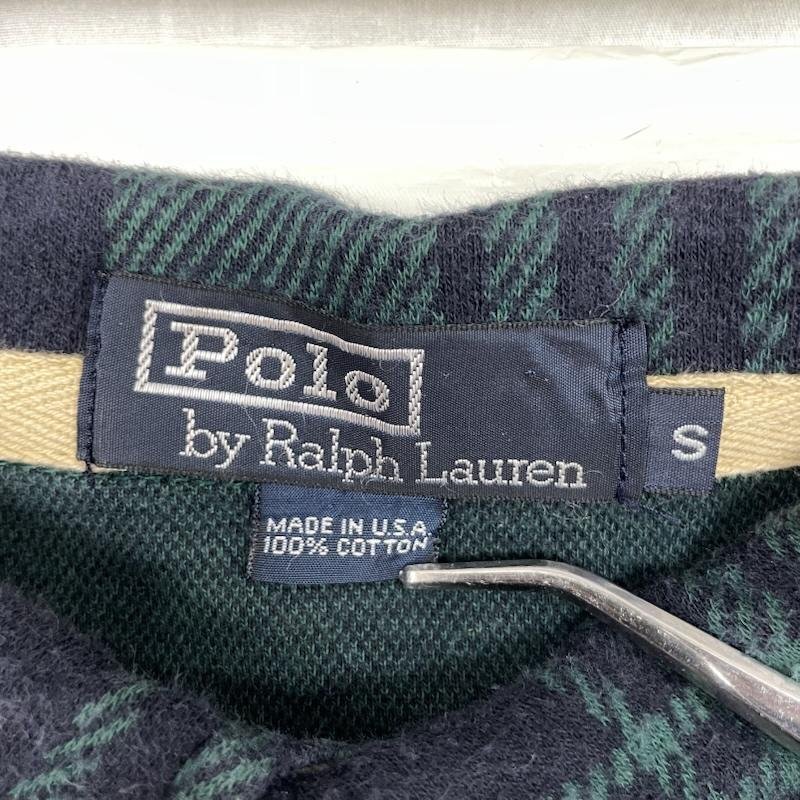 Polo
by Ralph Lauren
S
MADE IN U.S.A
100% COTTON